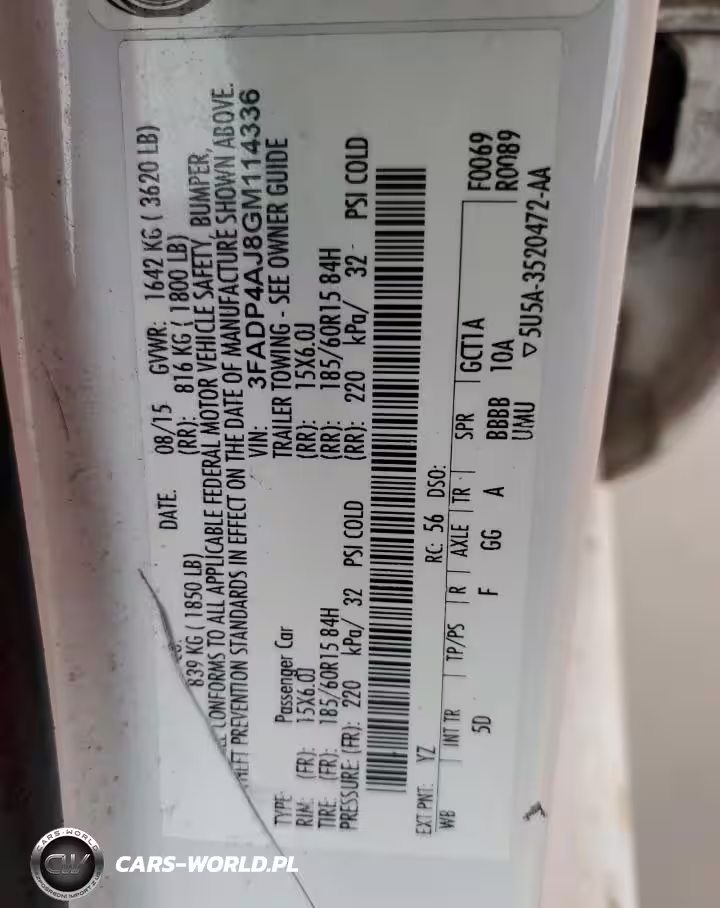 DATE: 08/15 GVWR: 1642 KG ( 3620 LB)
839 KG ( 1850 LB) (RR): 816 KG ( 1800 LB)
CONFORMS TO ALL APPLICABLE FEDERAL MOTOR VEHICLE SAFETY, BUMPER,
THEFT PREVENTION STANDARDS IN EFFECT ON THE DATE OF MANUFACTURE SHOWN ABOVE.
VIN: 3FADP4AJ8GM114336
TYPE: Passenger Car TRAILER TOWING - SEE OWNER GUIDE
RIM: (FR): 15X6.0J (RR): 15X6.0J
TIRE: (FR): 185/60R15 84H (RR): 185/60R15 84H
PRESSURE: (FR): 220 kPa/ 32 PSI COLD (RR): 220 kPa/ 32 - PSI COLD
EXT PNT: YZ RC: 56 DSO: F0069
WB INT TR TP/PS R AXLE TR SPR GCT1A R0089
5D F GG A BBBB 10A
UMU ▽5U5A-3520472-AA
CARS-WORLD
CW
CARS-WORLD.PL